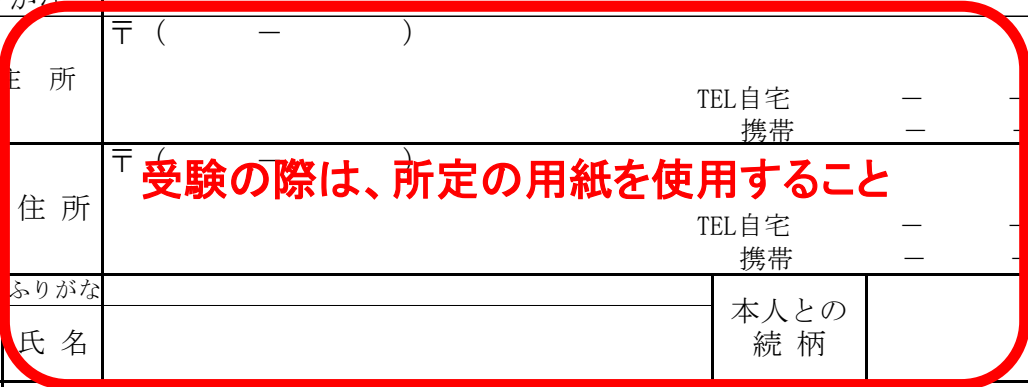 〒（　　　－　　　　）
住　所
TEL自宅　　　　－　　　－
携帯　　　　－　　　－
〒（　　　－　　　　）
受験の際は、所定の用紙を使用すること
住 所
TEL自宅　　　　－　　　－
携帯　　　　－　　　－
ふりがな
氏 名
本人との
続 柄